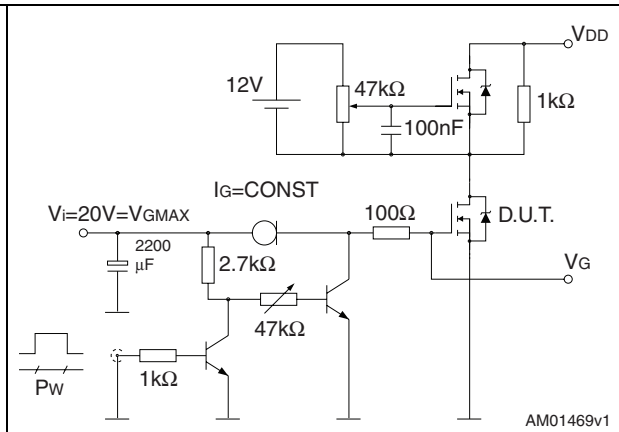 VDD
12V
47kΩ
1kΩ
100nF
IG=CONST
Vi=20V=VGMAX
100Ω
D.U.T.
2200
μF
2.7kΩ
VG
47kΩ
1kΩ
PW
AM01469v1